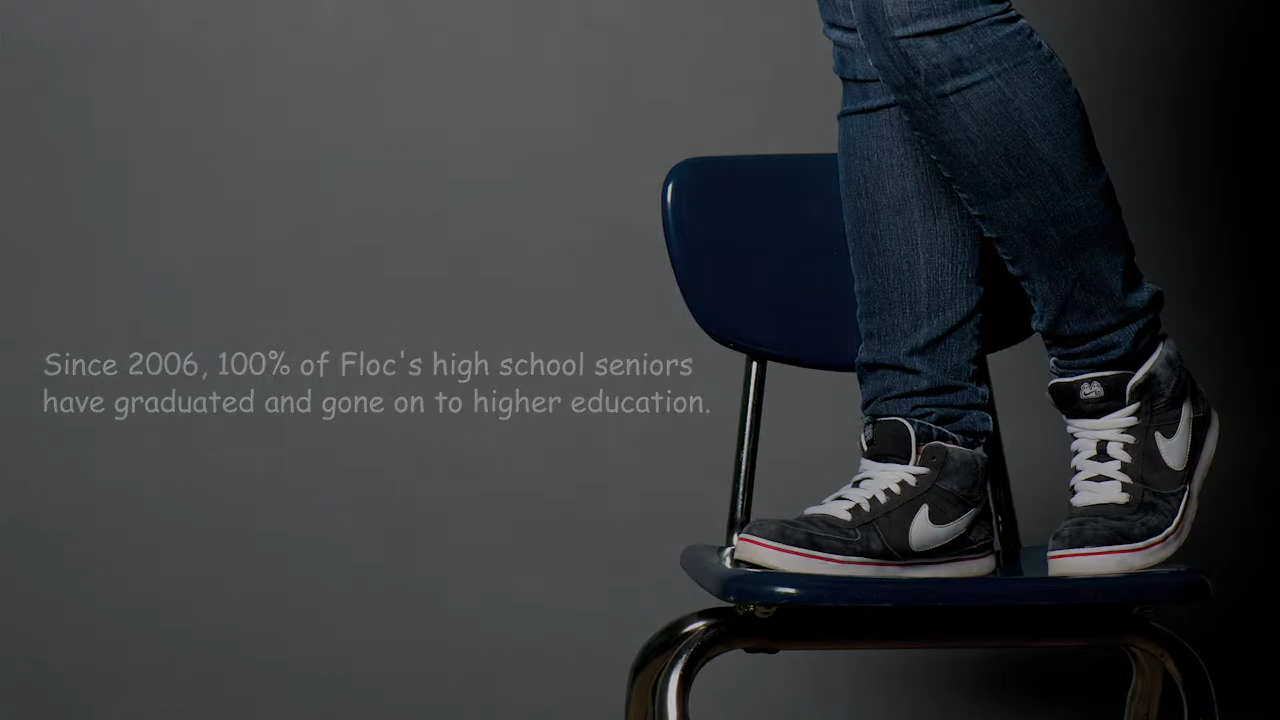 Since 2006, 100% of Floc's high school seniors
have graduated and gone on to higher education.